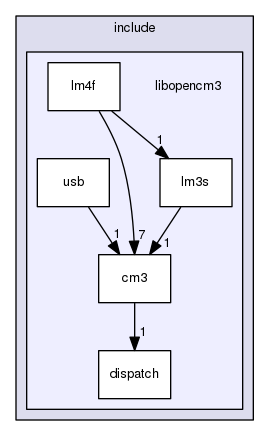 include
lm4f
libopencm3
1
usb
lm3s
1
7
1
cm3
1
dispatch